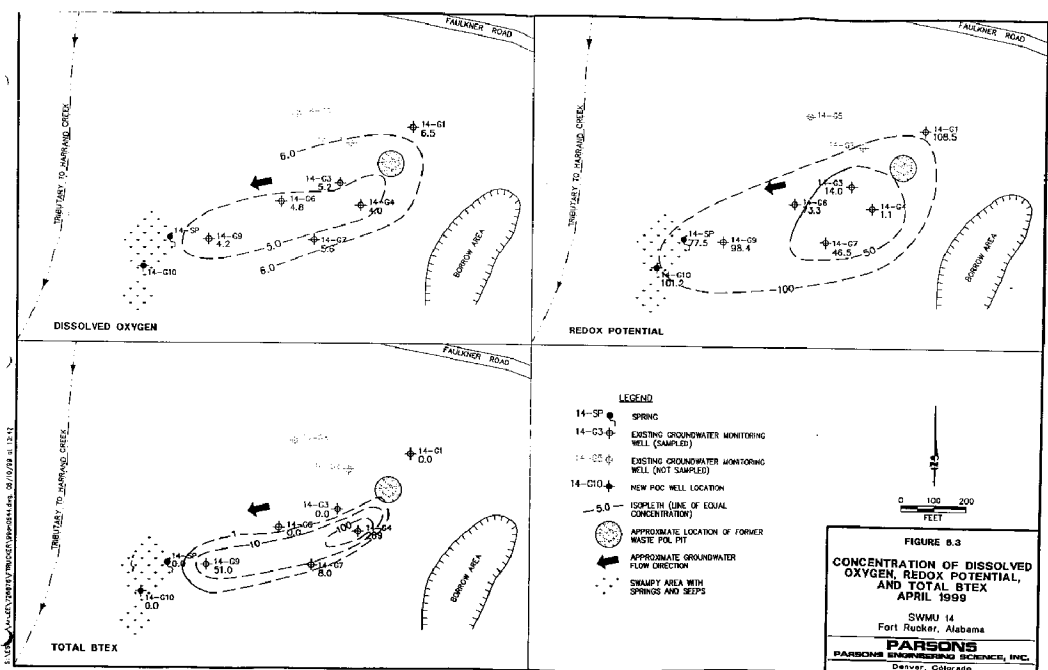 FAULKNER ROAD
TRIBUTARY TO HARRAND CREEK
14-G1
6.5
6.0
14-G3
5.2
14-G6
4.8
14-G4
4.0
14-SP
14-G9
4.2
5.0
14-G7
6.0
14-G10
BORROW AREA
DISSOLVED OXYGEN
FAULKNER ROAD
TRIBUTARY TO HARRAND CREEK
14-G5
14-G1
108.5
14-G3
14.0
14-G6
14-G4
1.1
14-SP
77.5
14-G9
98.4
14-G7
46.5
50
14-G10
101.2
100
BORROW AREA
REDOX POTENTIAL
FAULKNER ROAD
TRIBUTARY TO HARRAND CREEK
14-G1
0.0
14-G3
0.0
14-G6
0.0
100
14-G4
1
10
14-SP
0.0
14-G9
51.0
14-G7
8.0
14-G10
0.0
BORROW AREA
TOTAL BTEX
LEGEND
14-SP SPRING
14-G3 EXISTING GROUNDWATER MONITORING
WELL (SAMPLED)
14-G5 EXISTING GROUNDWATER MONITORING
WELL (NOT SAMPLED)
14-G10 NEW POC WELL LOCATION
5.0 ISOPLETH (LINE OF EQUAL
CONCENTRATION)
APPROXIMATE LOCATION OF FORMER
WASTE POL PIT
APPROXIMATE GROUNDWATER
FLOW DIRECTION
SWAMPY AREA WITH
SPRINGS AND SEEPS
0 100 200
FEET
FIGURE 6.3
CONCENTRATION OF DISSOLVED
OXYGEN, REDOX POTENTIAL,
AND TOTAL BTEX
APRIL 1999
SWMU 14
Fort Rucker, Alabama
PARSONS
PARSONS ENGINEERING SCIENCE, INC.
Denver, Colorado